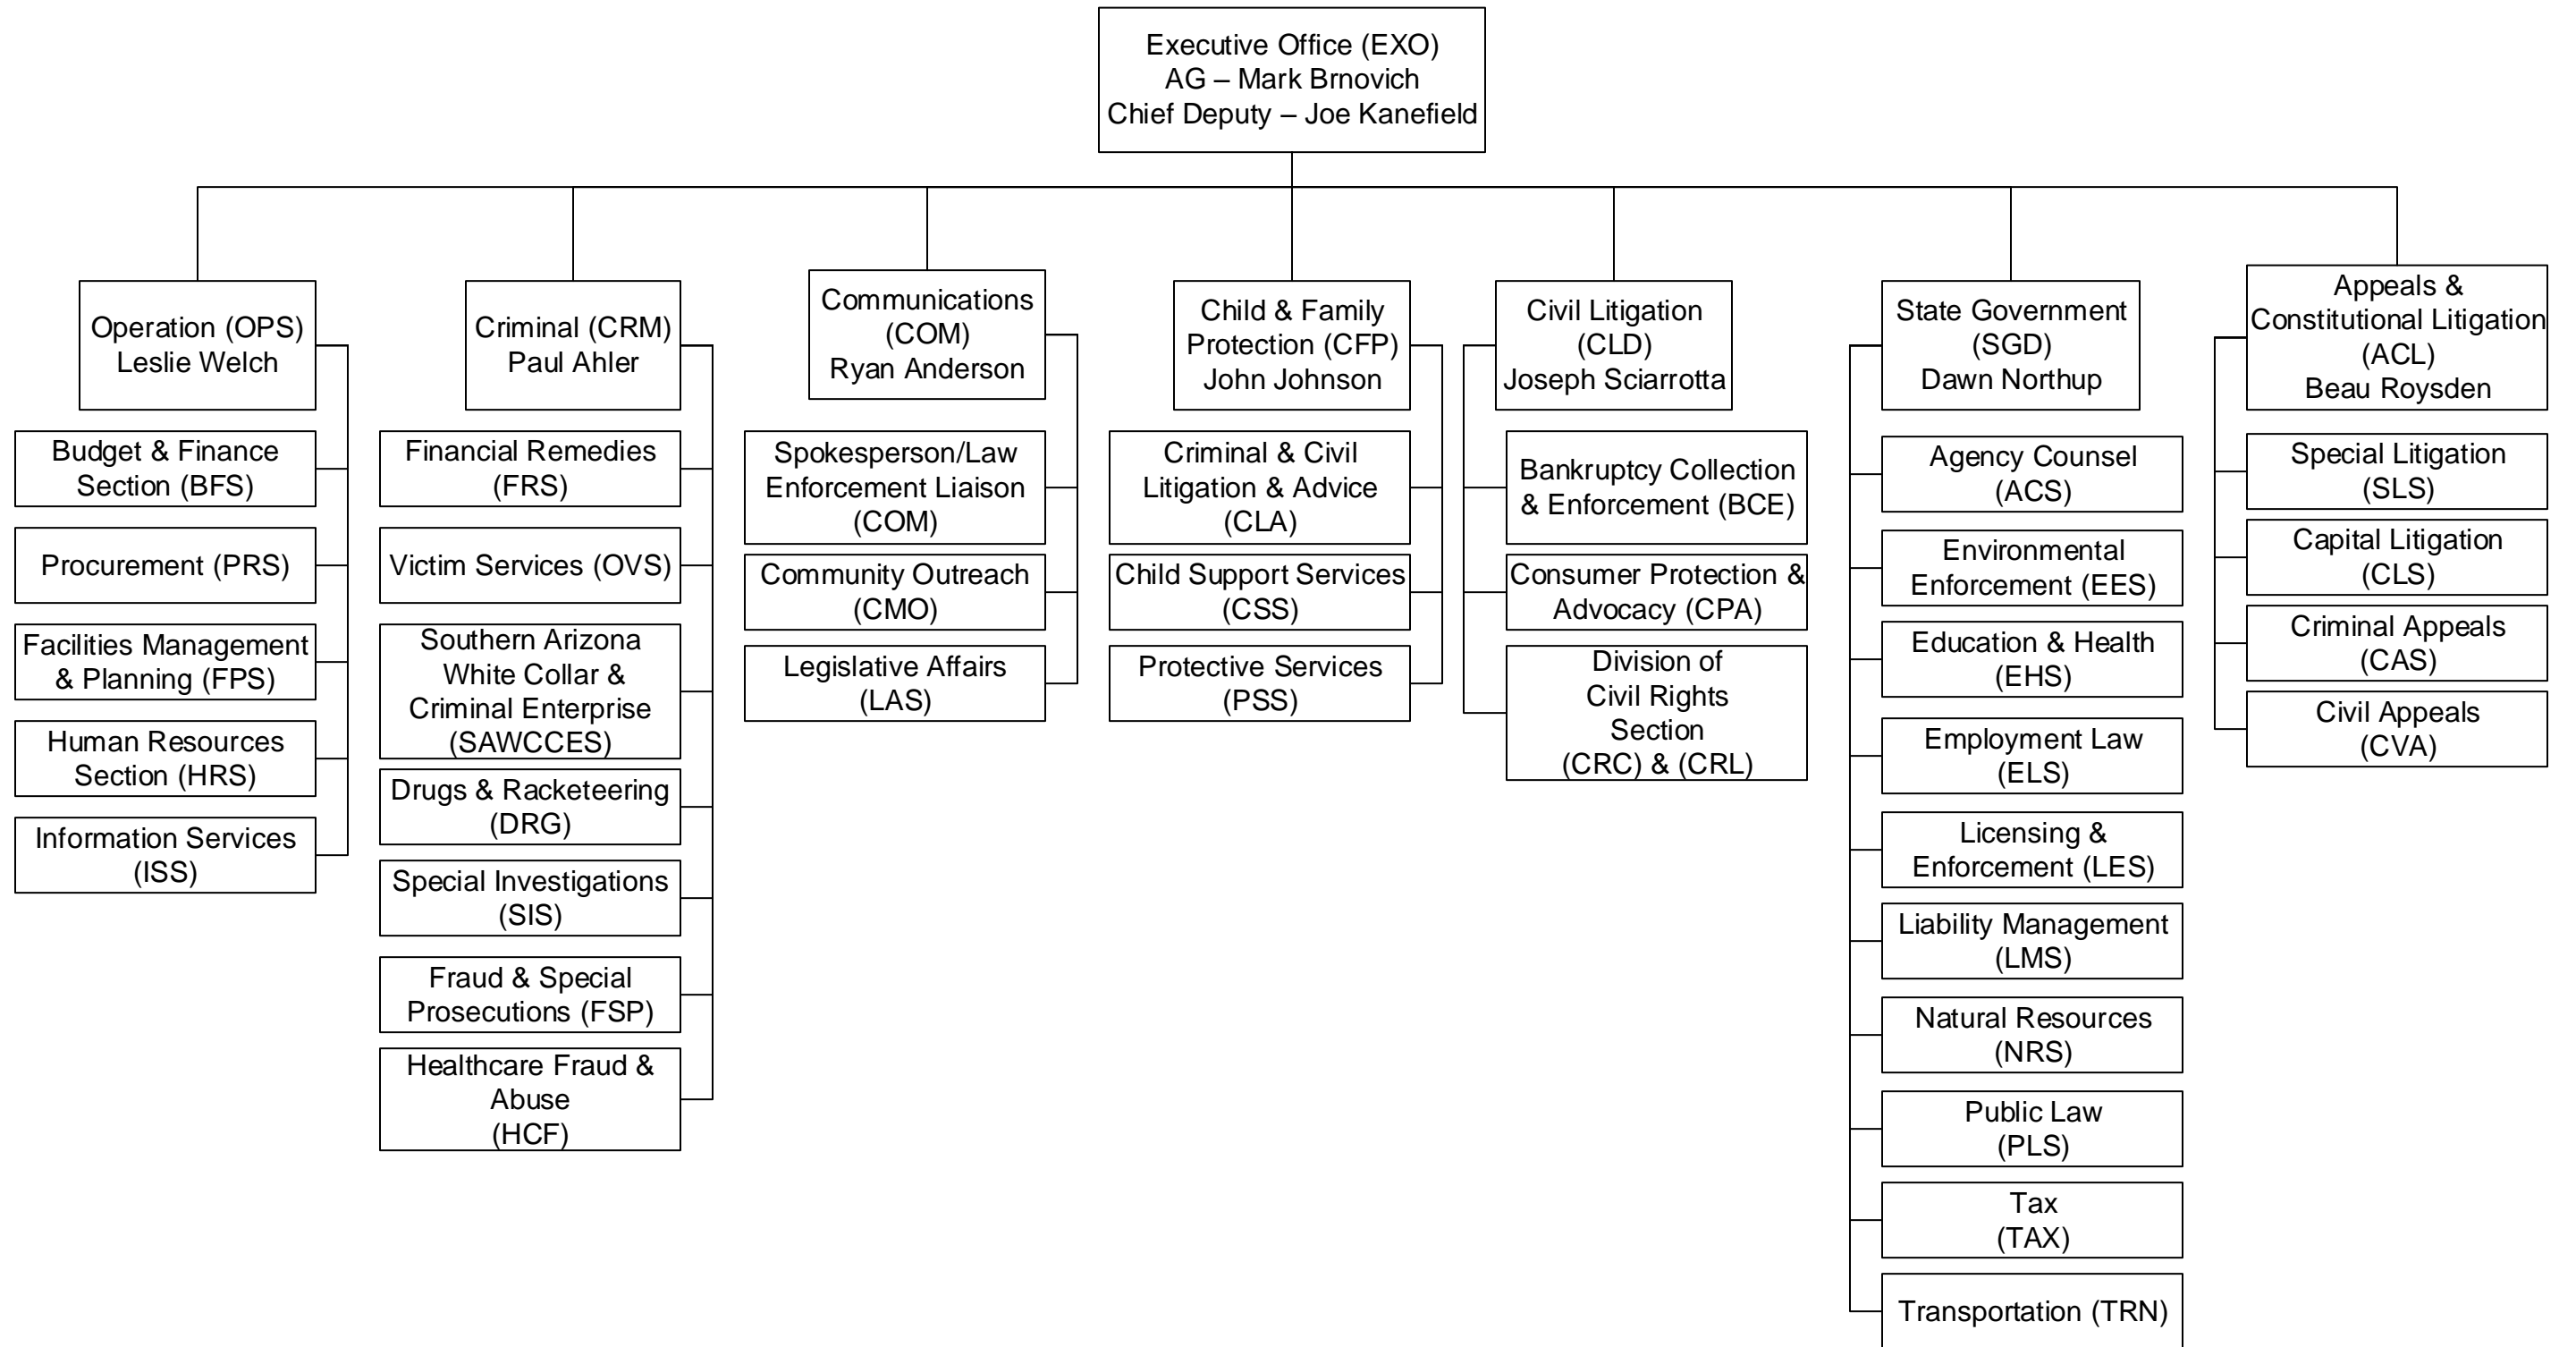 Executive Office (EXO)
AG – Mark Brnovich
Chief Deputy – Joe Kanefield
Operation (OPS)
Leslie Welch
Budget & Finance
Section (BFS)
Procurement (PRS)
Facilities Management
& Planning (FPS)
Human Resources
Section (HRS)
Information Services
(ISS)
Criminal (CRM)
Paul Ahler
Financial Remedies
(FRS)
Victim Services (OVS)
Southern Arizona
White Collar &
Criminal Enterprise
(SAWCCES)
Drugs & Racketeering
(DRG)
Special Investigations
(SIS)
Fraud & Special
Prosecutions (FSP)
Healthcare Fraud &
Abuse
(HCF)
Communications
(COM)
Ryan Anderson
Spokesperson/Law
Enforcement Liaison
(COM)
Community Outreach
(CMO)
Legislative Affairs
(LAS)
Child & Family
Protection (CFP)
John Johnson
Criminal & Civil
Litigation & Advice
(CLA)
Child Support Services
(CSS)
Protective Services
(PSS)
Civil Litigation
(CLD)
Joseph Sciarrotta
Bankruptcy Collection
& Enforcement (BCE)
Consumer Protection &
Advocacy (CPA)
Division of
Civil Rights
Section
(CRC) & (CRL)
State Government
(SGD)
Dawn Northup
Agency Counsel
(ACS)
Environmental
Enforcement (EES)
Education & Health
(EHS)
Employment Law
(ELS)
Licensing &
Enforcement (LES)
Liability Management
(LMS)
Natural Resources
(NRS)
Public Law
(PLS)
Tax
(TAX)
Transportation (TRN)
Appeals &
Constitutional Litigation
(ACL)
Beau Roysden
Special Litigation
(SLS)
Capital Litigation
(CLS)
Criminal Appeals
(CAS)
Civil Appeals
(CVA)